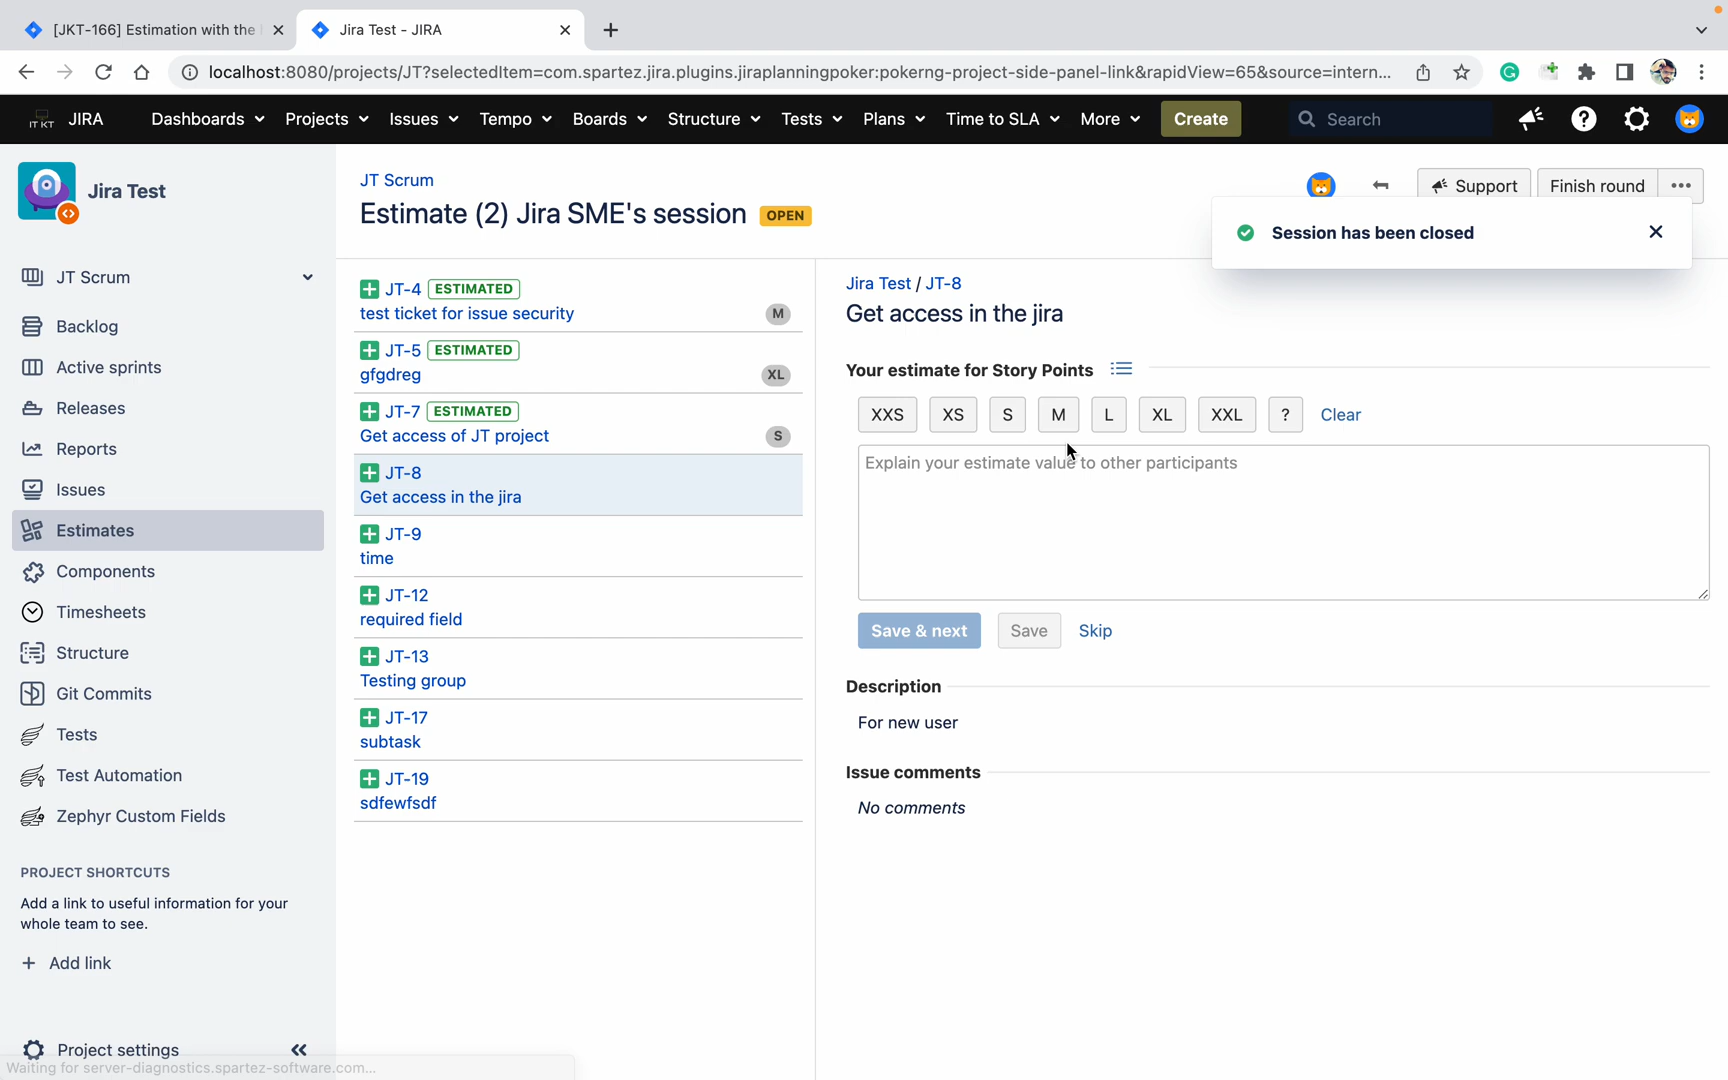 [JKT-166] Estimation with the
Jira Test - JIRA
localhost:8080/projects/JT?selectedItem=com.spartez.jira.plugins.jiraplanningpoker:pokerng-project-side-panel-link&rapidView=65&source=intern...
IT KT JIRA Dashboards Projects Issues Tempo Boards Structure Tests Plans Time to SLA More Create Search
Jira Test
JT Scrum
Backlog
Active sprints
Releases
Reports
Issues
Estimates
Components
Timesheets
Structure
Git Commits
Tests
Test Automation
Zephyr Custom Fields
PROJECT SHORTCUTS
Add a link to useful information for your
whole team to see.
+ Add link
Project settings
Waiting for server-diagnostics.spartez-software.com...
JT Scrum
Estimate (2) Jira SME's session OPEN
Support Finish round
Session has been closed
JT-4 ESTIMATED
test ticket for issue security M
JT-5 ESTIMATED
gfgdreg XL
JT-7 ESTIMATED
Get access of JT project S
JT-8
Get access in the jira
JT-9
time
JT-12
required field
JT-13
Testing group
JT-17
subtask
JT-19
sdfewfsdf
Jira Test / JT-8
Get access in the jira
Your estimate for Story Points
XXS XS S M L XL XXL ? Clear
Explain your estimate value to other participants
Save & next Save Skip
Description
For new user
Issue comments
No comments